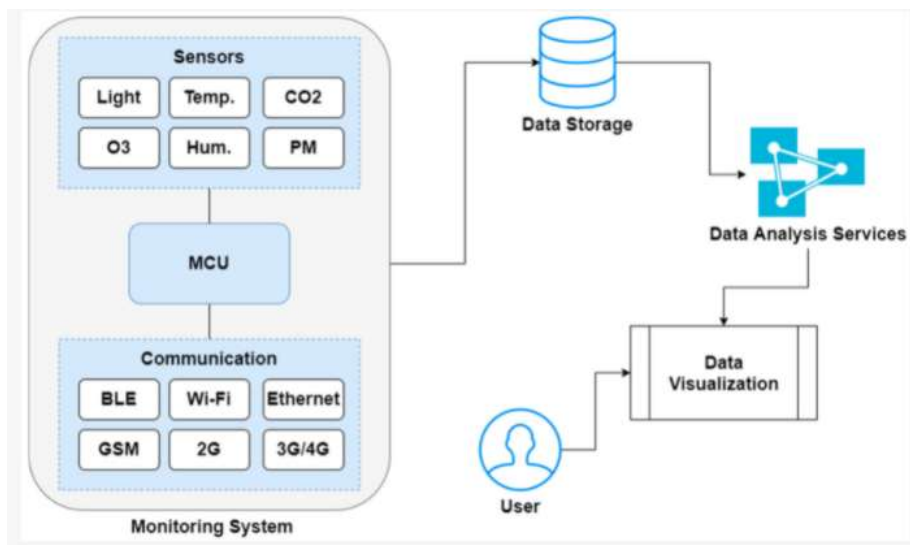 Sensors
Light Temp. CO2
O3 Hum. PM
MCU
Communication
BLE Wi-Fi Ethernet
GSM 2G 3G/4G
Monitoring System
Data Storage
Data Analysis Services
Data
Visualization
User